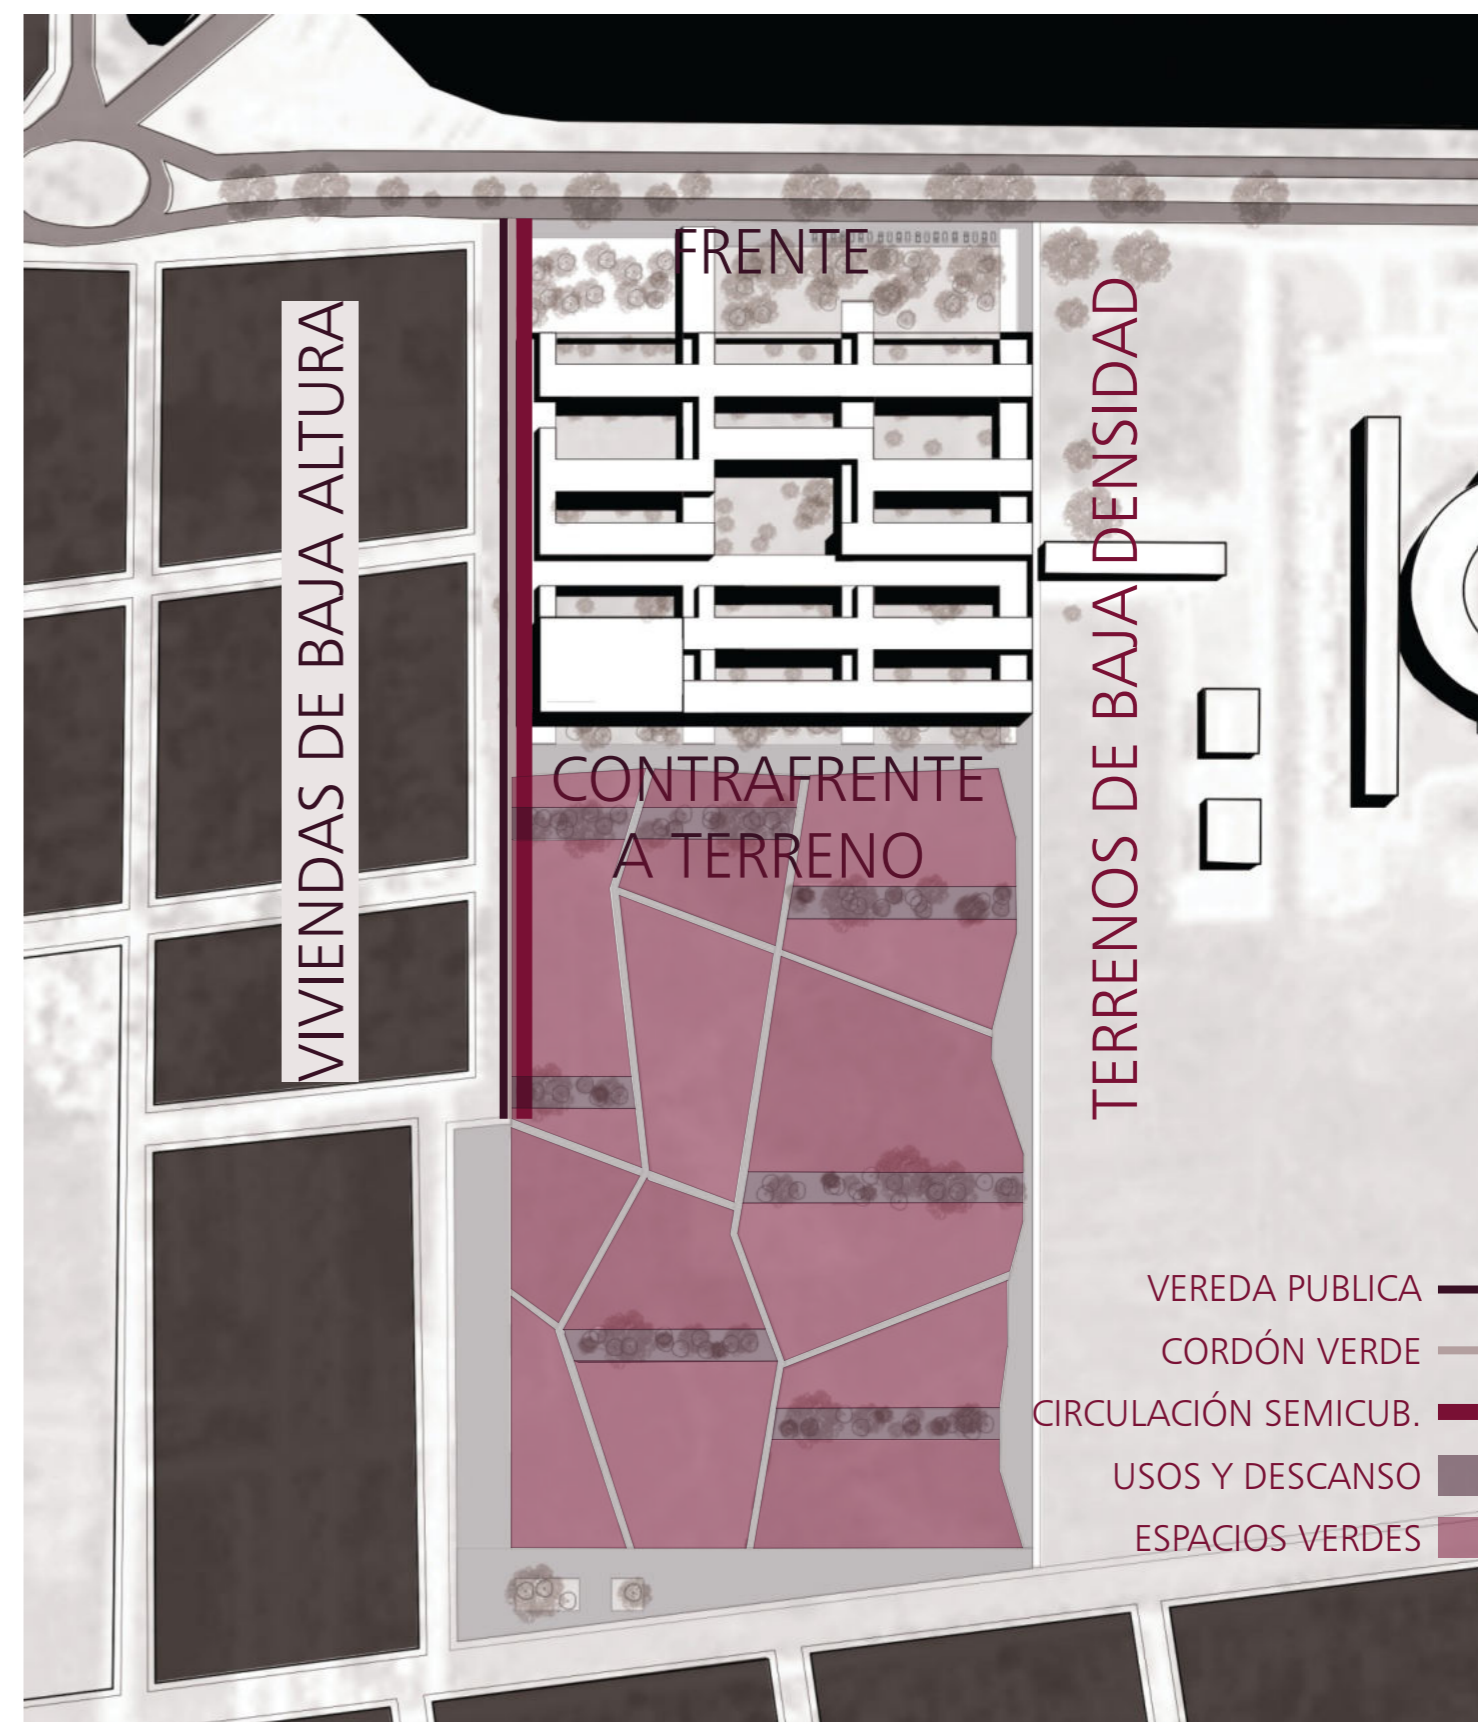 FRENTE
VIVIENDAS DE BAJA ALTURA
TERRENOS DE BAJA DENSIDAD
CONTRAFRENTE
A TERRENO
VEREDA PUBLICA
CORDÓN VERDE
CIRCULACIÓN SEMICUB.
USOS Y DESCANSO
ESPACIOS VERDES